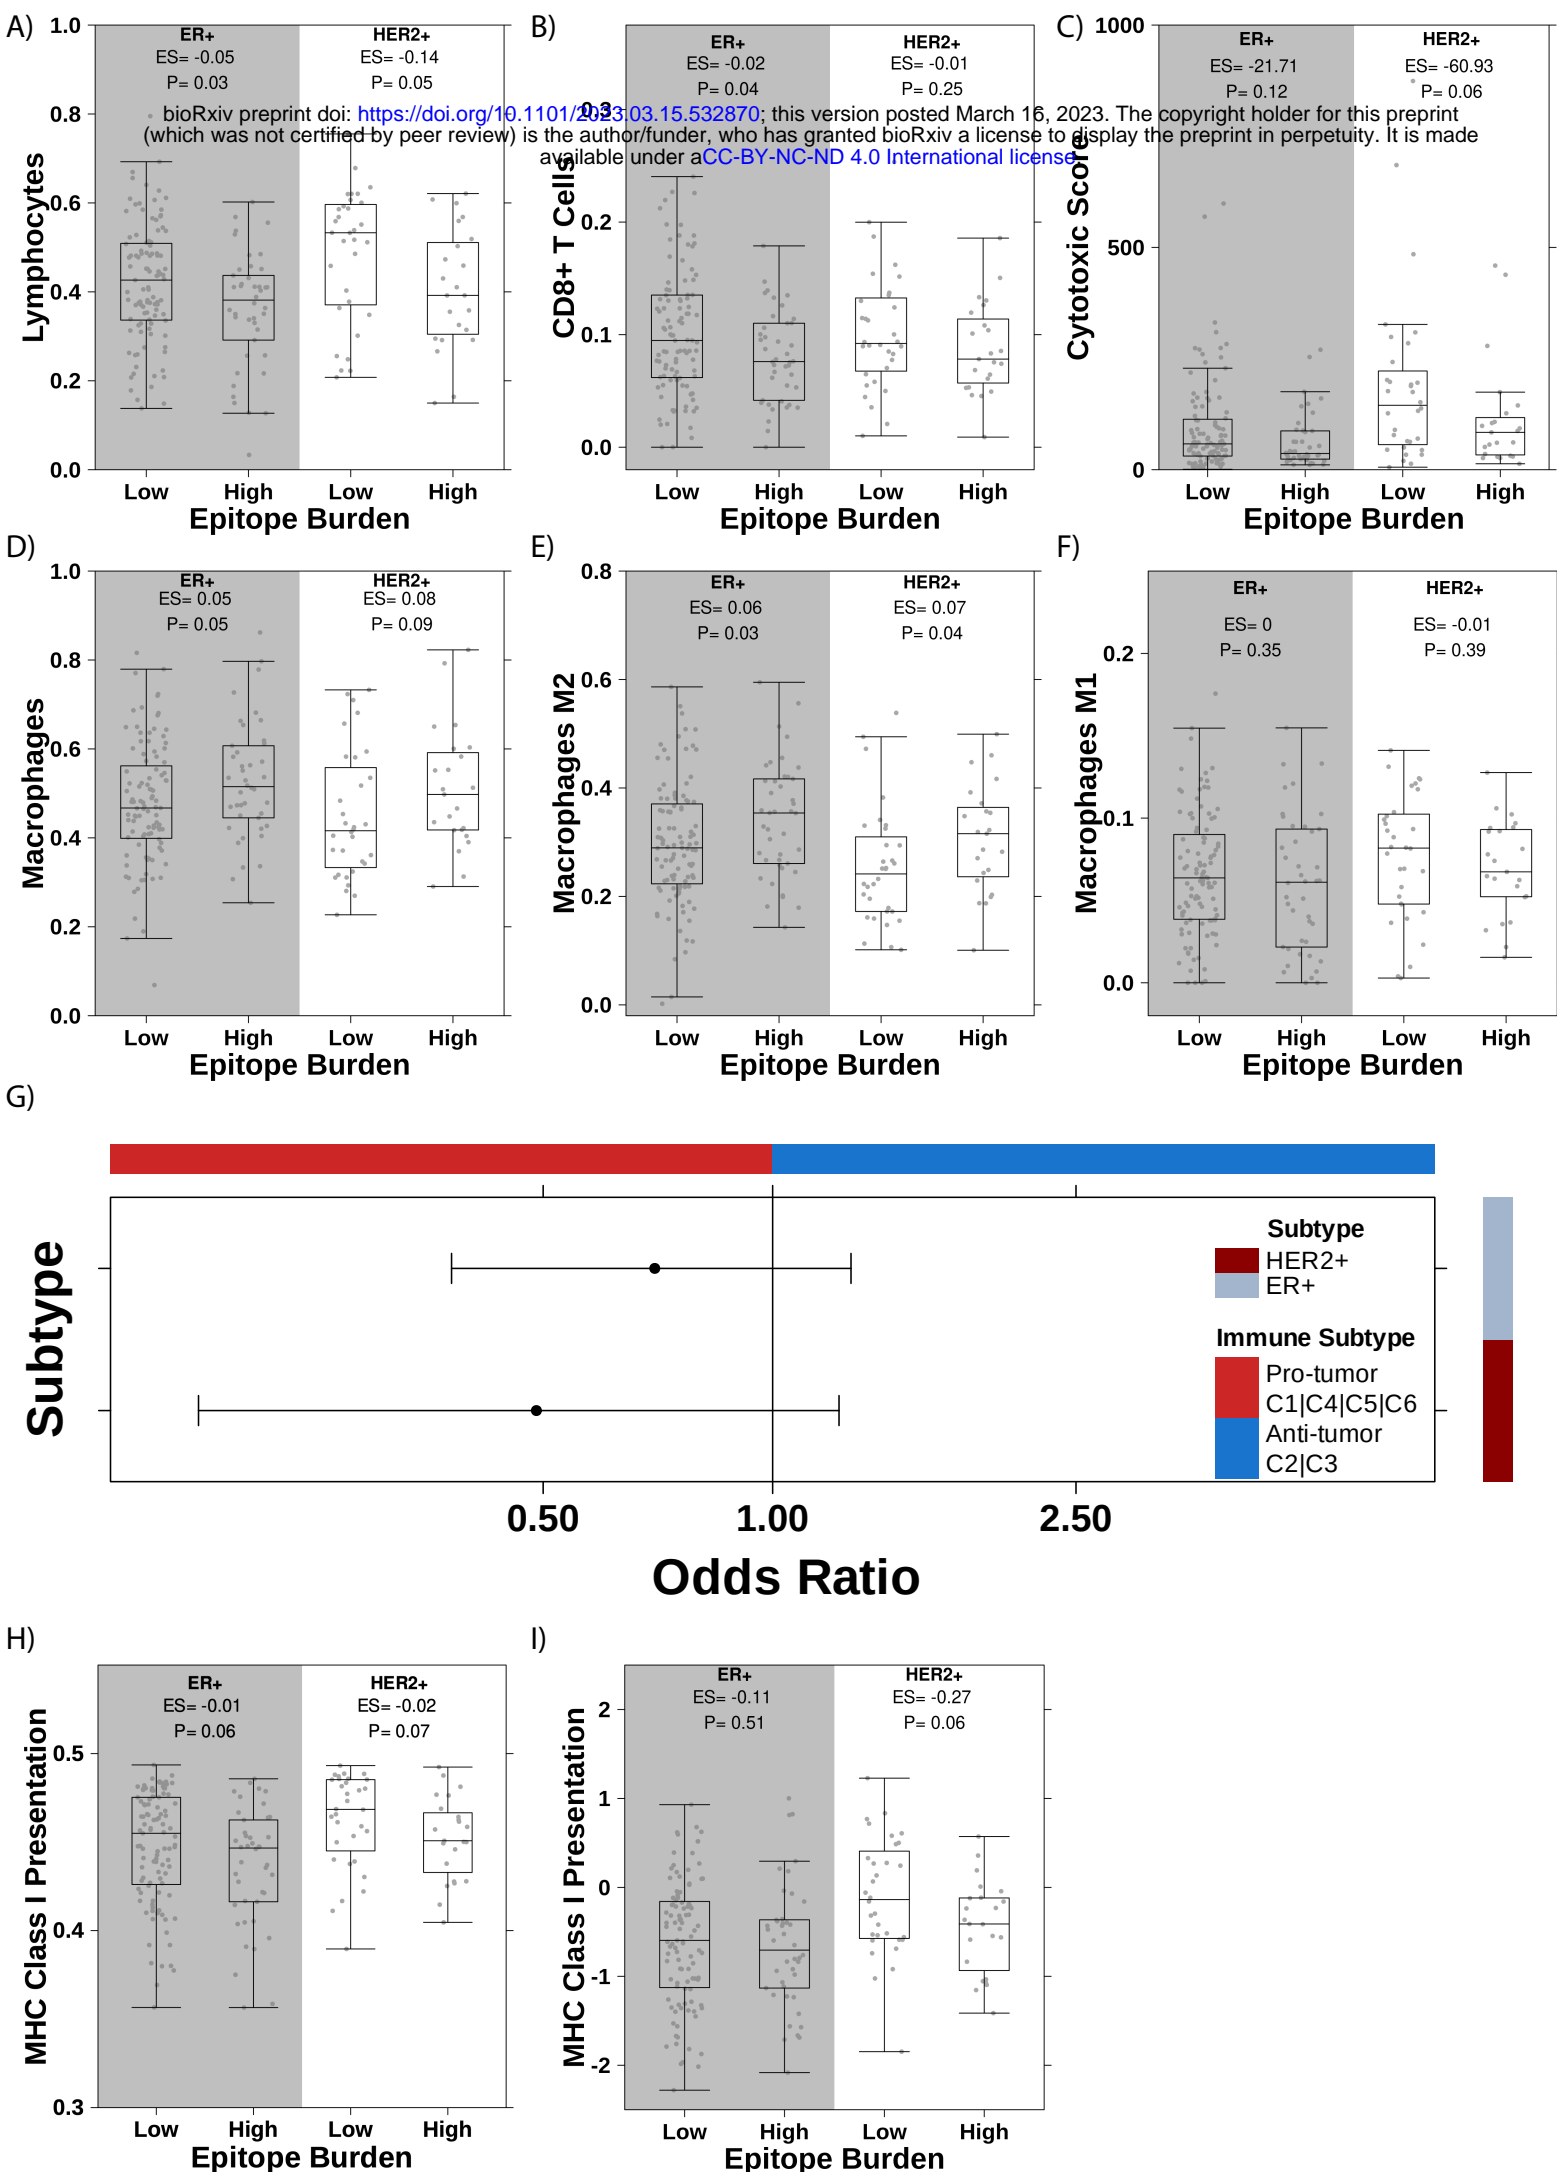 A)
1.0
0.8
0.6
0.4
0.2
0.0
Lymphocytes
ER+
ES= -0.05
P= 0.03
HER2+
ES= -0.14
P= 0.05
Low High Low High
Epitope Burden
B)
0.3
0.2
0.1
0.0
CD8+ T Cells
ER+
ES= -0.02
P= 0.04
HER2+
ES= -0.01
P= 0.25
Low High Low High
Epitope Burden
C)
1000
500
0
Cytotoxic Score
ER+
ES= -21.71
P= 0.12
HER2+
ES= -60.93
P= 0.06
Low High Low High
Epitope Burden
bioRxiv preprint doi: https://doi.org/10.1101/2023.03.15.532870; this version posted March 16, 2023. The copyright holder for this preprint
(which was not certified by peer review) is the author/funder, who has granted bioRxiv a license to display the preprint in perpetuity. It is made
available under aCC-BY-NC-ND 4.0 International license.
D)
1.0
0.8
0.6
0.4
0.2
0.0
Macrophages
ER+
ES= 0.05
P= 0.05
HER2+
ES= 0.08
P= 0.09
Low High Low High
Epitope Burden
E)
0.8
0.6
0.4
0.2
0.0
Macrophages M2
ER+
ES= 0.06
P= 0.03
HER2+
ES= 0.07
P= 0.04
Low High Low High
Epitope Burden
F)
0.2
0.1
0.0
Macrophages M1
ER+
ES= 0
P= 0.35
HER2+
ES= -0.01
P= 0.39
Low High Low High
Epitope Burden
G)
Subtype
Subtype
HER2+
ER+
Immune Subtype
Pro-tumor
C1|C4|C5|C6
Anti-tumor
C2|C3
0.50 1.00 2.50
Odds Ratio
H)
0.5
0.4
0.3
MHC Class I Presentation
ER+
ES= -0.01
P= 0.06
HER2+
ES= -0.02
P= 0.07
Low High Low High
Epitope Burden
I)
2
1
0
-1
-2
MHC Class I Presentation
ER+
ES= -0.11
P= 0.51
HER2+
ES= -0.27
P= 0.06
Low High Low High
Epitope Burden